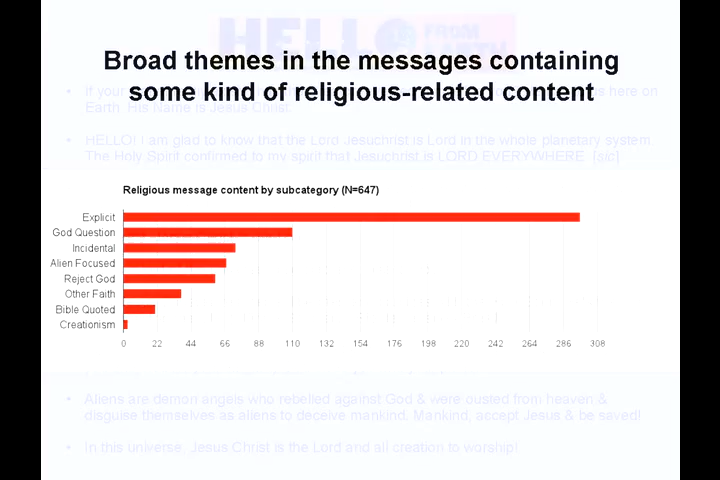 HELLO FROM
EARTH
Broad themes in the messages containing
some kind of religious-related content
• If your
here on
Earth. His Name is Jesus Christ.
• HELLO! I am glad to know that the Lord Jesuchrist is Lord in the whole planetary system.
The Holy Spirit confirmed to my spirit that Jesuchrist is LORD EVERYWHERE. [sic]
Religious message content by subcategory (N=647)
Explicit
God Question
Incidental
Alien Focused
Reject God
Other Faith
Bible Quoted
Creationism
0 22 44 66 88 110 132 154 176 198 220 242 264 286 308
• Aliens are demon angels who rebelled against God & were ousted from heaven &
disguise themselves as aliens to deceive mankind. Mankind, accept Jesus & be saved!
• In this universe, Jesus Christ is the Lord and all creation to worship!